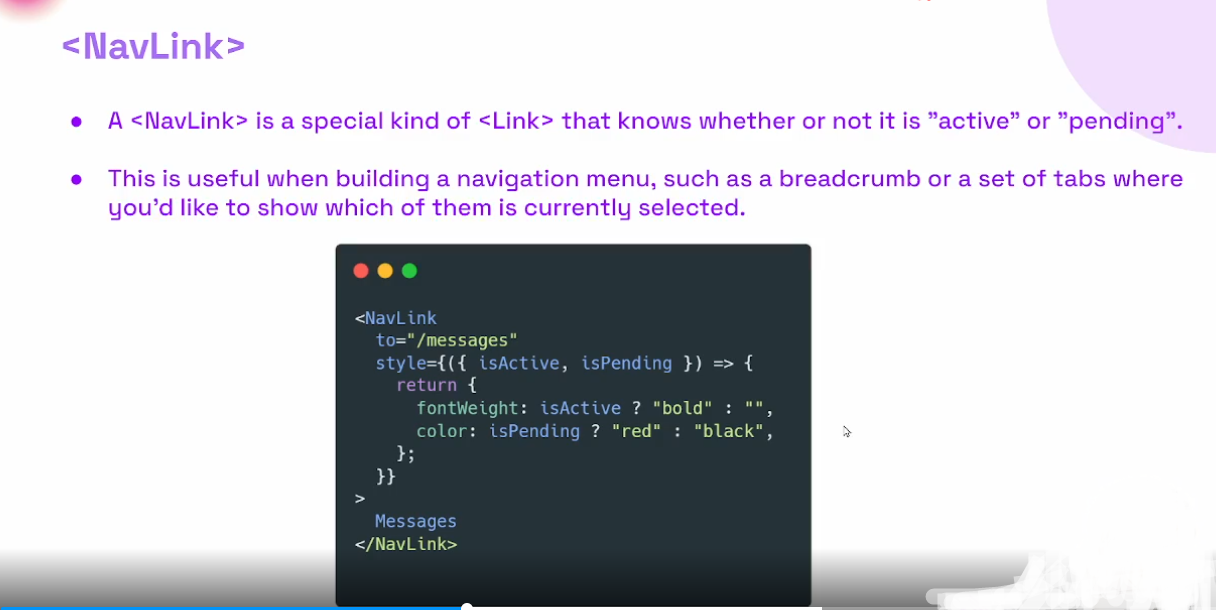 <NavLink>
● A <NavLink> is a special kind of <Link> that knows whether or not it is ”active” or ”pending”.
● This is useful when building a navigation menu, such as a breadcrumb or a set of tabs where
you’d like to show which of them is currently selected.
<NavLink
  to="/messages"
  style={({ isActive, isPending }) => {
    return {
      fontWeight: isActive ? "bold" : "",
      color: isPending ? "red" : "black",
    };
  }}
>
  Messages
</NavLink>